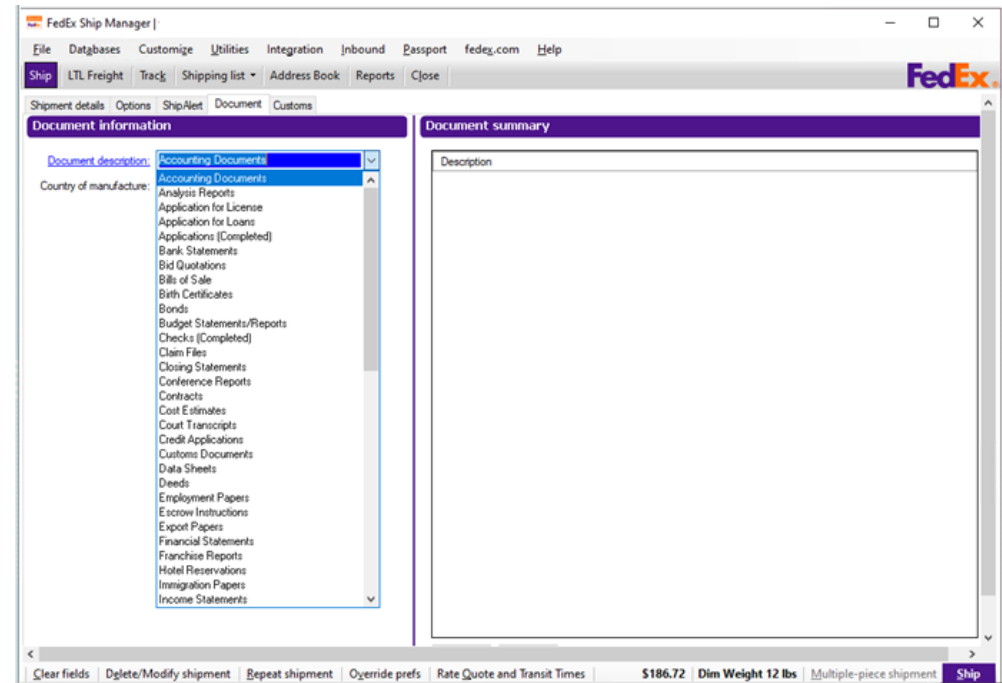 FedEx Ship Manager |
File Databases Customize Utilities Integration Inbound Passport fedex.com Help
Ship LTL Freight Track Shipping list Address Book Reports Close
FedEx
Shipment details Options ShipAlert Document Customs
Document information
Document summary
Document description: Accounting Documents
Description
Country of manufacture:
Accounting Documents
Analysis Reports
Application for License
Application for Loans
Applications (Completed)
Bank Statements
Bid Quotations
Bills of Sale
Birth Certificates
Bonds
Budget Statements/Reports
Checks (Completed)
Claim Files
Closing Statements
Conference Reports
Contracts
Cost Estimates
Court Transcripts
Credit Applications
Customs Documents
Data Sheets
Deeds
Employment Papers
Escrow Instructions
Export Papers
Financial Statements
Franchise Reports
Hotel Reservations
Immigration Papers
Income Statements
Clear fields Delete/Modify shipment Repeat shipment Override prefs Rate Quote and Transit Times $186.72 Dim Weight 12 lbs Multiple-piece shipment Ship